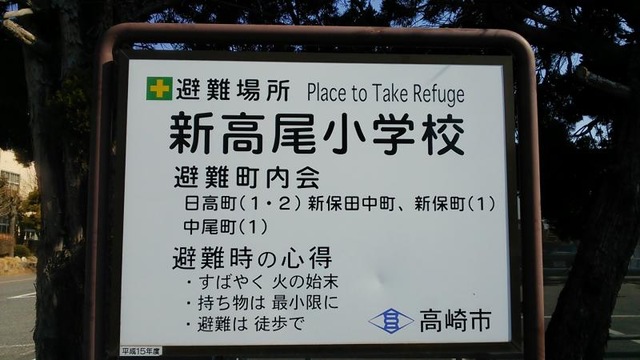 避難場所 Place to Take Refuge
新高尾小学校
避難町内会
日高町(1・2) 新保田中町、新保町(1)
中尾町(1)
避難時の心得
・すばやく 火の始末
・持ち物は 最小限に
・避難は 徒歩で
高崎市
平成15年度